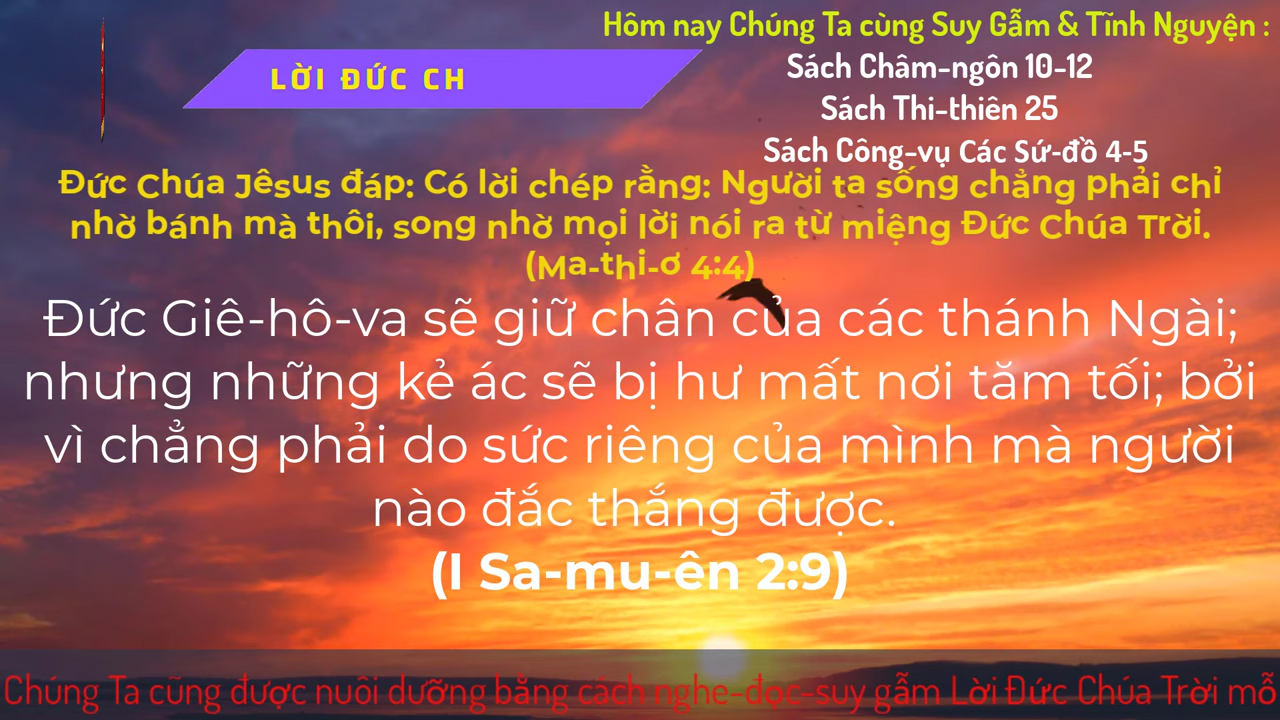 Hôm nay Chúng Ta cùng Suy Gẫm & Tĩnh Nguyện :
Sách Châm-ngôn 10-12
Sách Thi-thiên 25
Sách Công-vụ Các Sứ-đồ 4-5
LỜI ĐỨC CH
Đức Chúa Jêsus đáp: Có lời chép rằng: Người ta sống chẳng phải chỉ
nhờ bánh mà thôi, song nhờ mọi lời nói ra từ miệng Đức Chúa Trời.
(Ma-thi-ơ 4:4)
Đức Giê-hô-va sẽ giữ chân của các thánh Ngài;
nhưng những kẻ ác sẽ bị hư mất nơi tăm tối; bởi
vì chẳng phải do sức riêng của mình mà người
nào đắc thắng được.
(I Sa-mu-ên 2:9)
Chúng Ta cũng được nuôi dưỡng bằng cách nghe-đọc-suy gẫm Lời Đức Chúa Trời mỗ